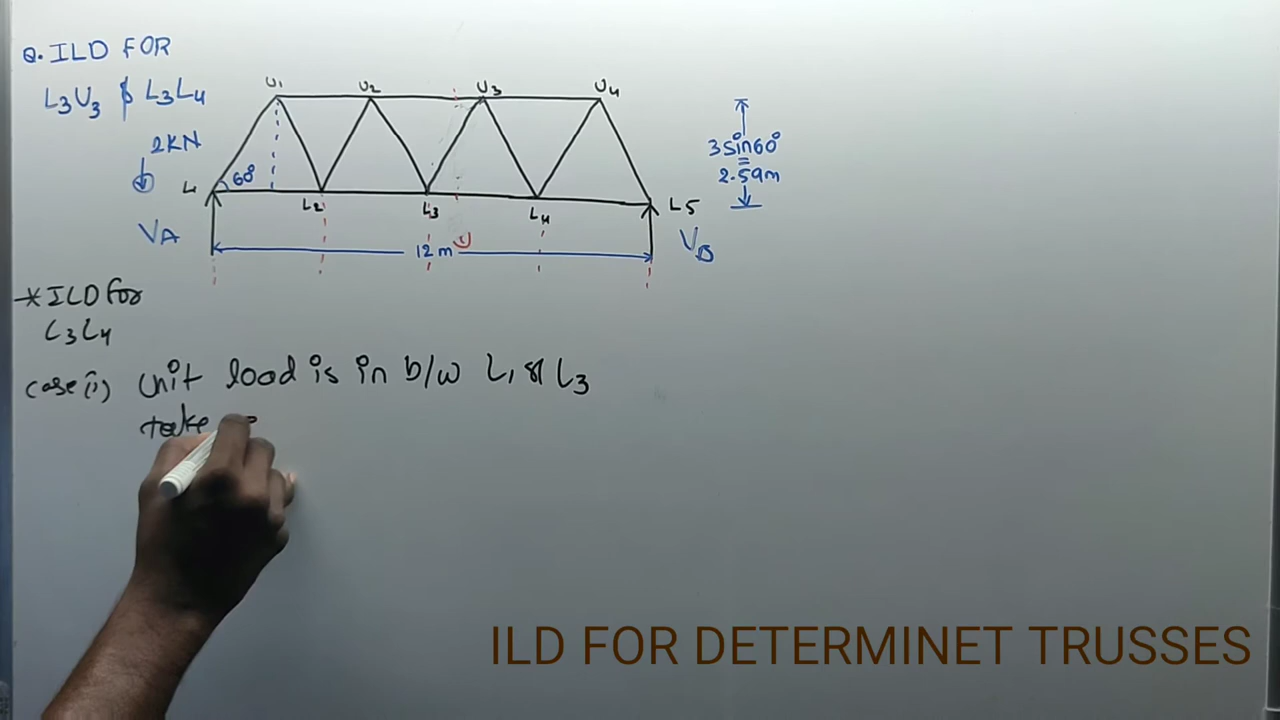 Q. ILD FOR
L3U3 & L3L4
2KN
U1 U2 U3 U4
60°
L1 L2 L3 L4 L5
3sin60°
=
2.59m
VA
12m
(1)
VB
* ILD for
L3L4
case (i) Unit load is in b/w L1 & L3
take
ILD FOR DETERMINET TRUSSES